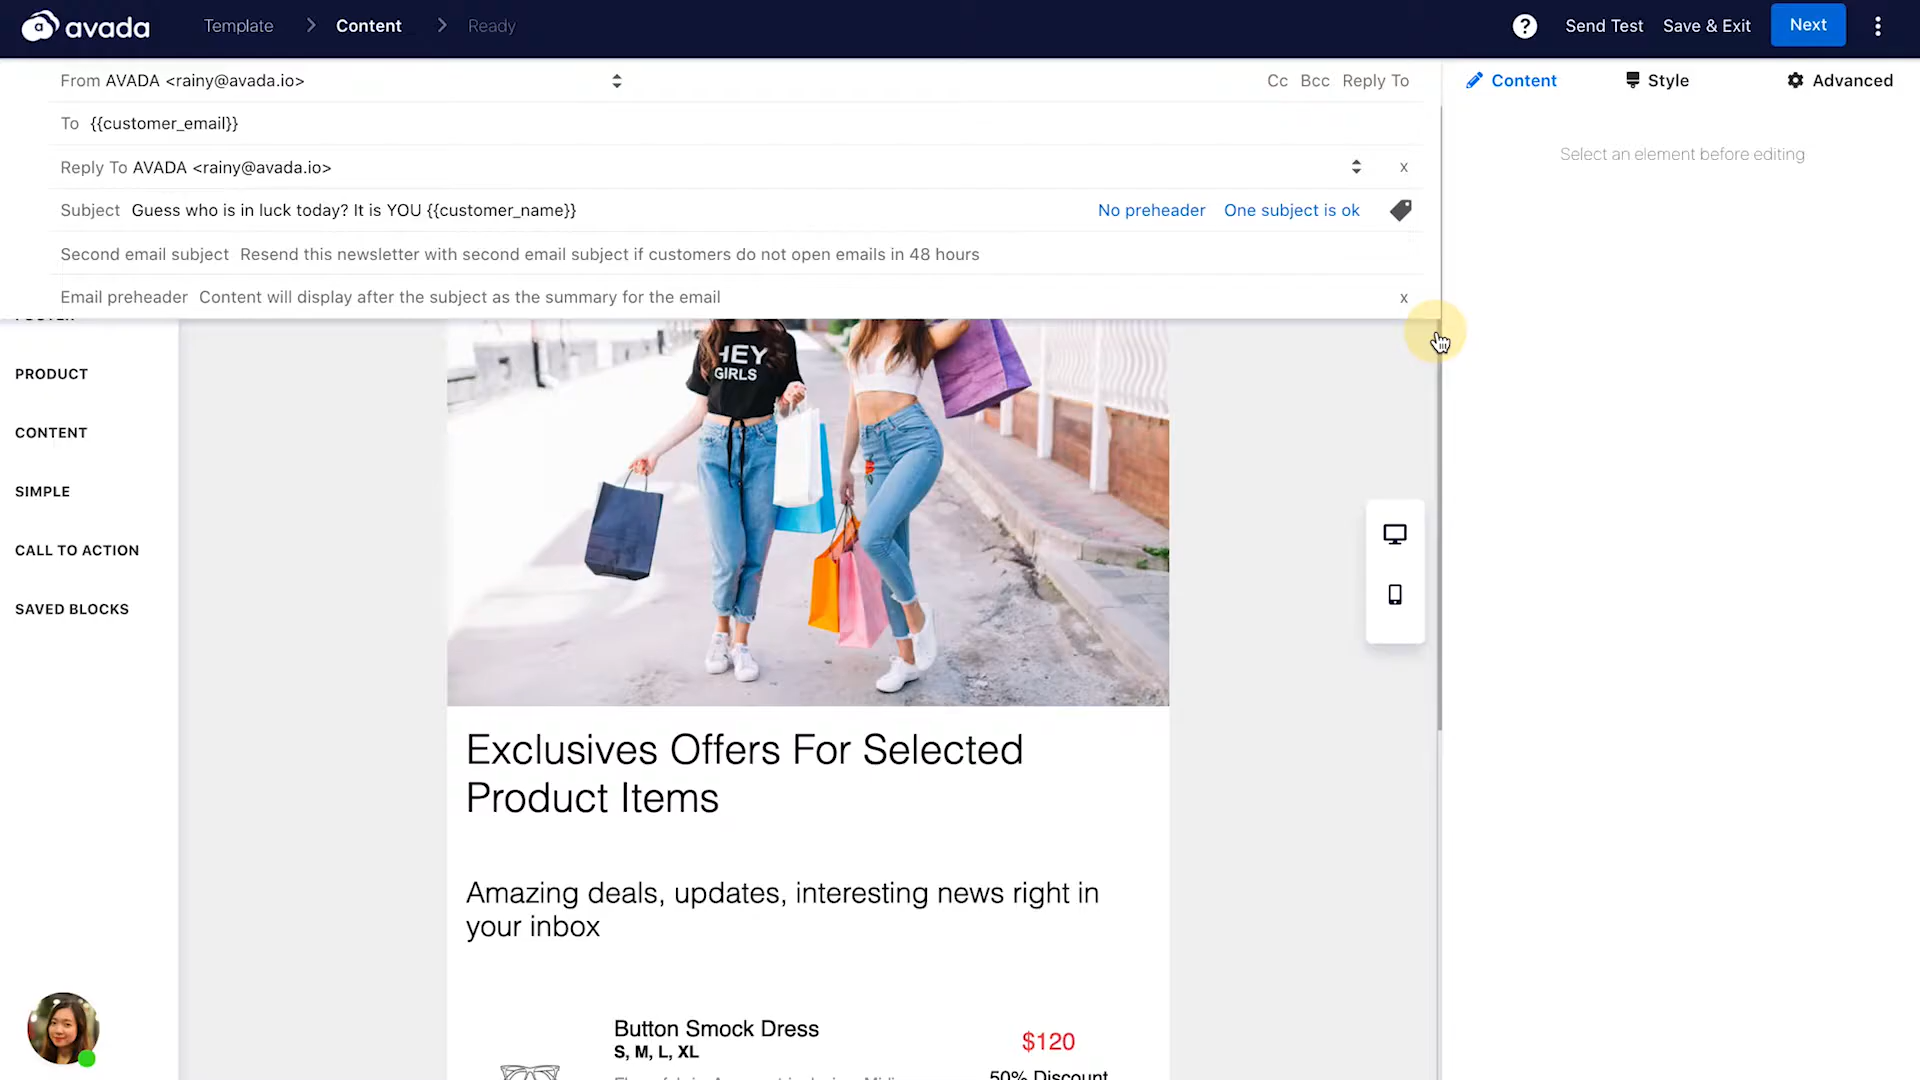 avada
Template
Content
Ready
?
Send Test
Save & Exit
Next
From AVADA <rainy@avada.io>
Cc Bcc Reply To
Content
Style
Advanced
To {{customer_email}}
Select an element before editing
Reply To AVADA <rainy@avada.io>
x
Subject Guess who is in luck today? It is YOU {{customer_name}}
No preheader
One subject is ok
Second email subject Resend this newsletter with second email subject if customers do not open emails in 48 hours
Email preheader Content will display after the subject as the summary for the email
x
PRODUCT
CONTENT
SIMPLE
CALL TO ACTION
SAVED BLOCKS
HEY
GIRLS
Exclusives Offers For Selected
Product Items
Amazing deals, updates, interesting news right in
your inbox
Button Smock Dress
S, M, L, XL
$120
50% Discount